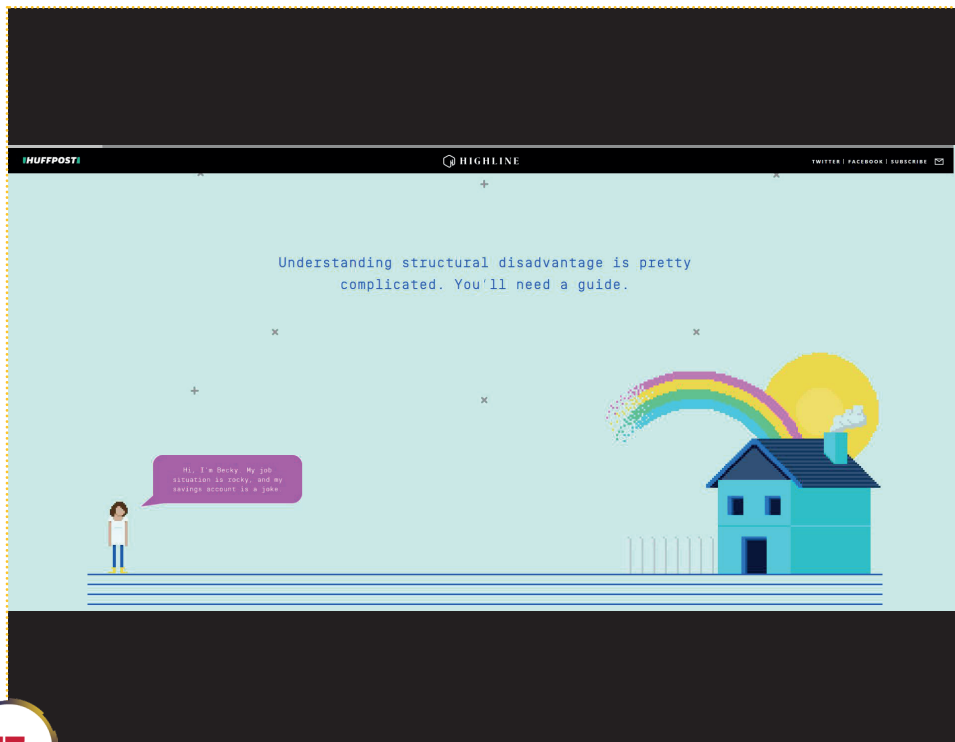 HUFFPOST
HIGHLINE
TWITTER | FACEBOOK | SUBSCRIBE
Understanding structural disadvantage is pretty
complicated. You'll need a guide.
Hi, I'm Becky. My job
situation is rocky, and my
savings account is a joke